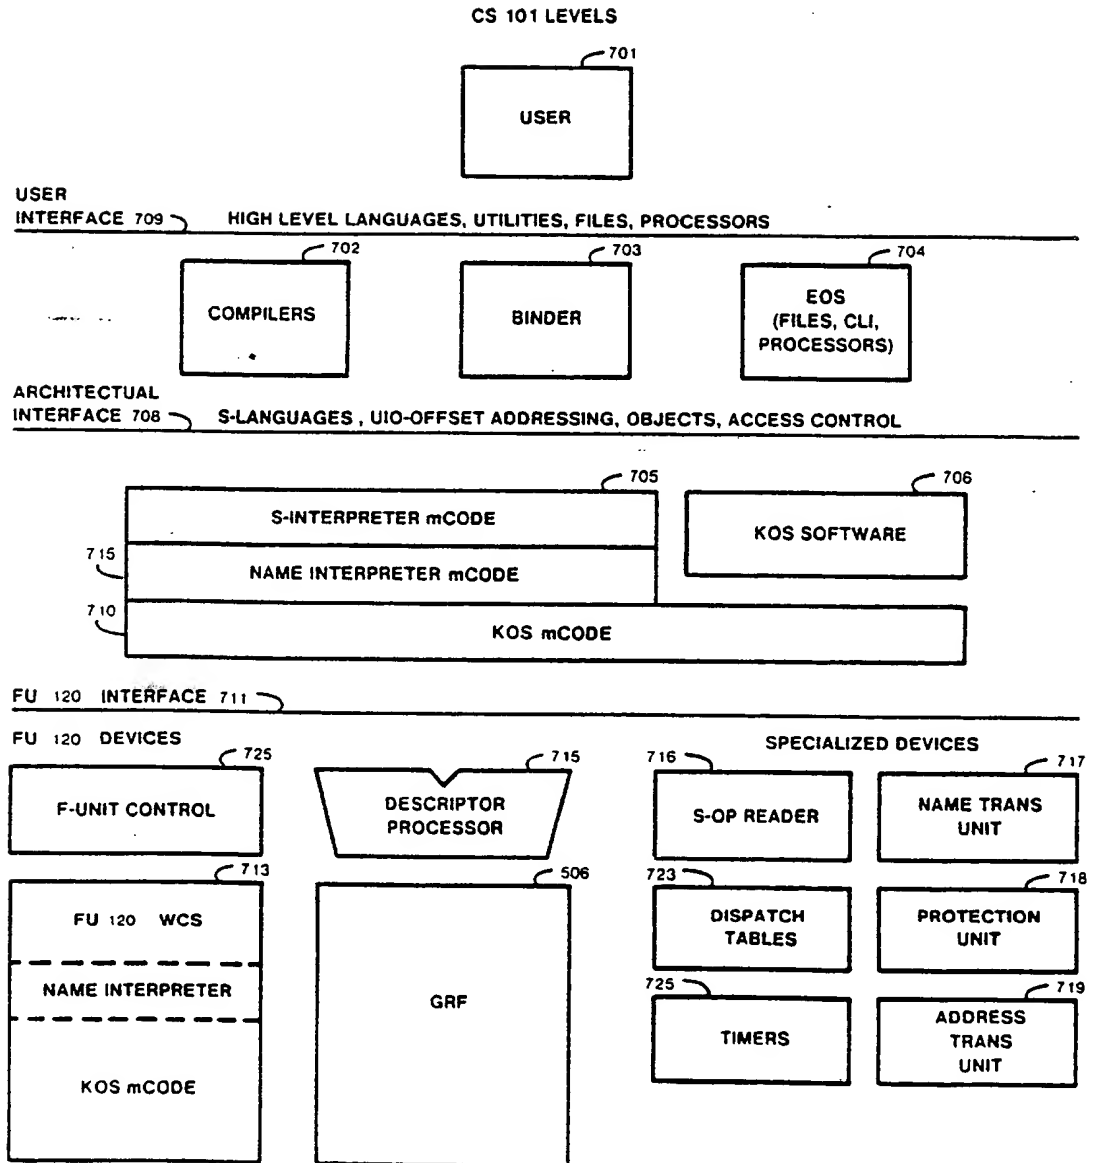 CS 101 LEVELS
701
USER
USER
INTERFACE 709 HIGH LEVEL LANGUAGES, UTILITIES, FILES, PROCESSORS
702
703
704
COMPILERS
BINDER
EOS
(FILES, CLI,
PROCESSORS)
ARCHITECTUAL
INTERFACE 708 S-LANGUAGES , UIO-OFFSET ADDRESSING, OBJECTS, ACCESS CONTROL
705
706
S-INTERPRETER mCODE
KOS SOFTWARE
715
NAME INTERPRETER mCODE
710
KOS mCODE
FU 120 INTERFACE 711
FU 120 DEVICES
SPECIALIZED DEVICES
725
715
716
717
F-UNIT CONTROL
DESCRIPTOR
PROCESSOR
S-OP READER
NAME TRANS
UNIT
713
506
723
718
FU 120 WCS
DISPATCH
TABLES
PROTECTION
UNIT
NAME INTERPRETER
GRF
725
719
TIMERS
ADDRESS
TRANS
UNIT
KOS mCODE